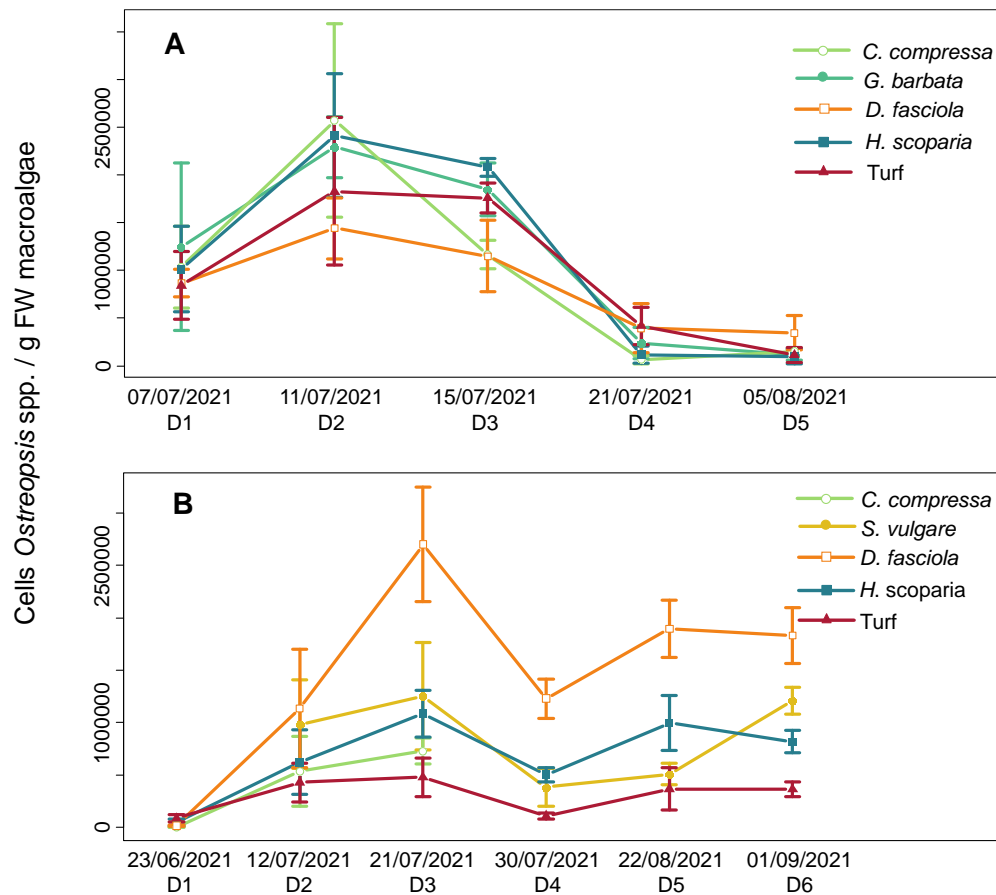 Cells Ostreopsis spp. / g FW macroalgae
A
C. compressa
G. barbata
D. fasciola
H. scoparia
Turf
2500000
1000000
0
07/07/2021 11/07/2021 15/07/2021 21/07/2021 05/08/2021
D1 D2 D3 D4 D5
B
C. compressa
S. vulgare
D. fasciola
H. scoparia
Turf
2500000
1000000
0
23/06/2021 12/07/2021 21/07/2021 30/07/2021 22/08/2021 01/09/2021
D1 D2 D3 D4 D5 D6